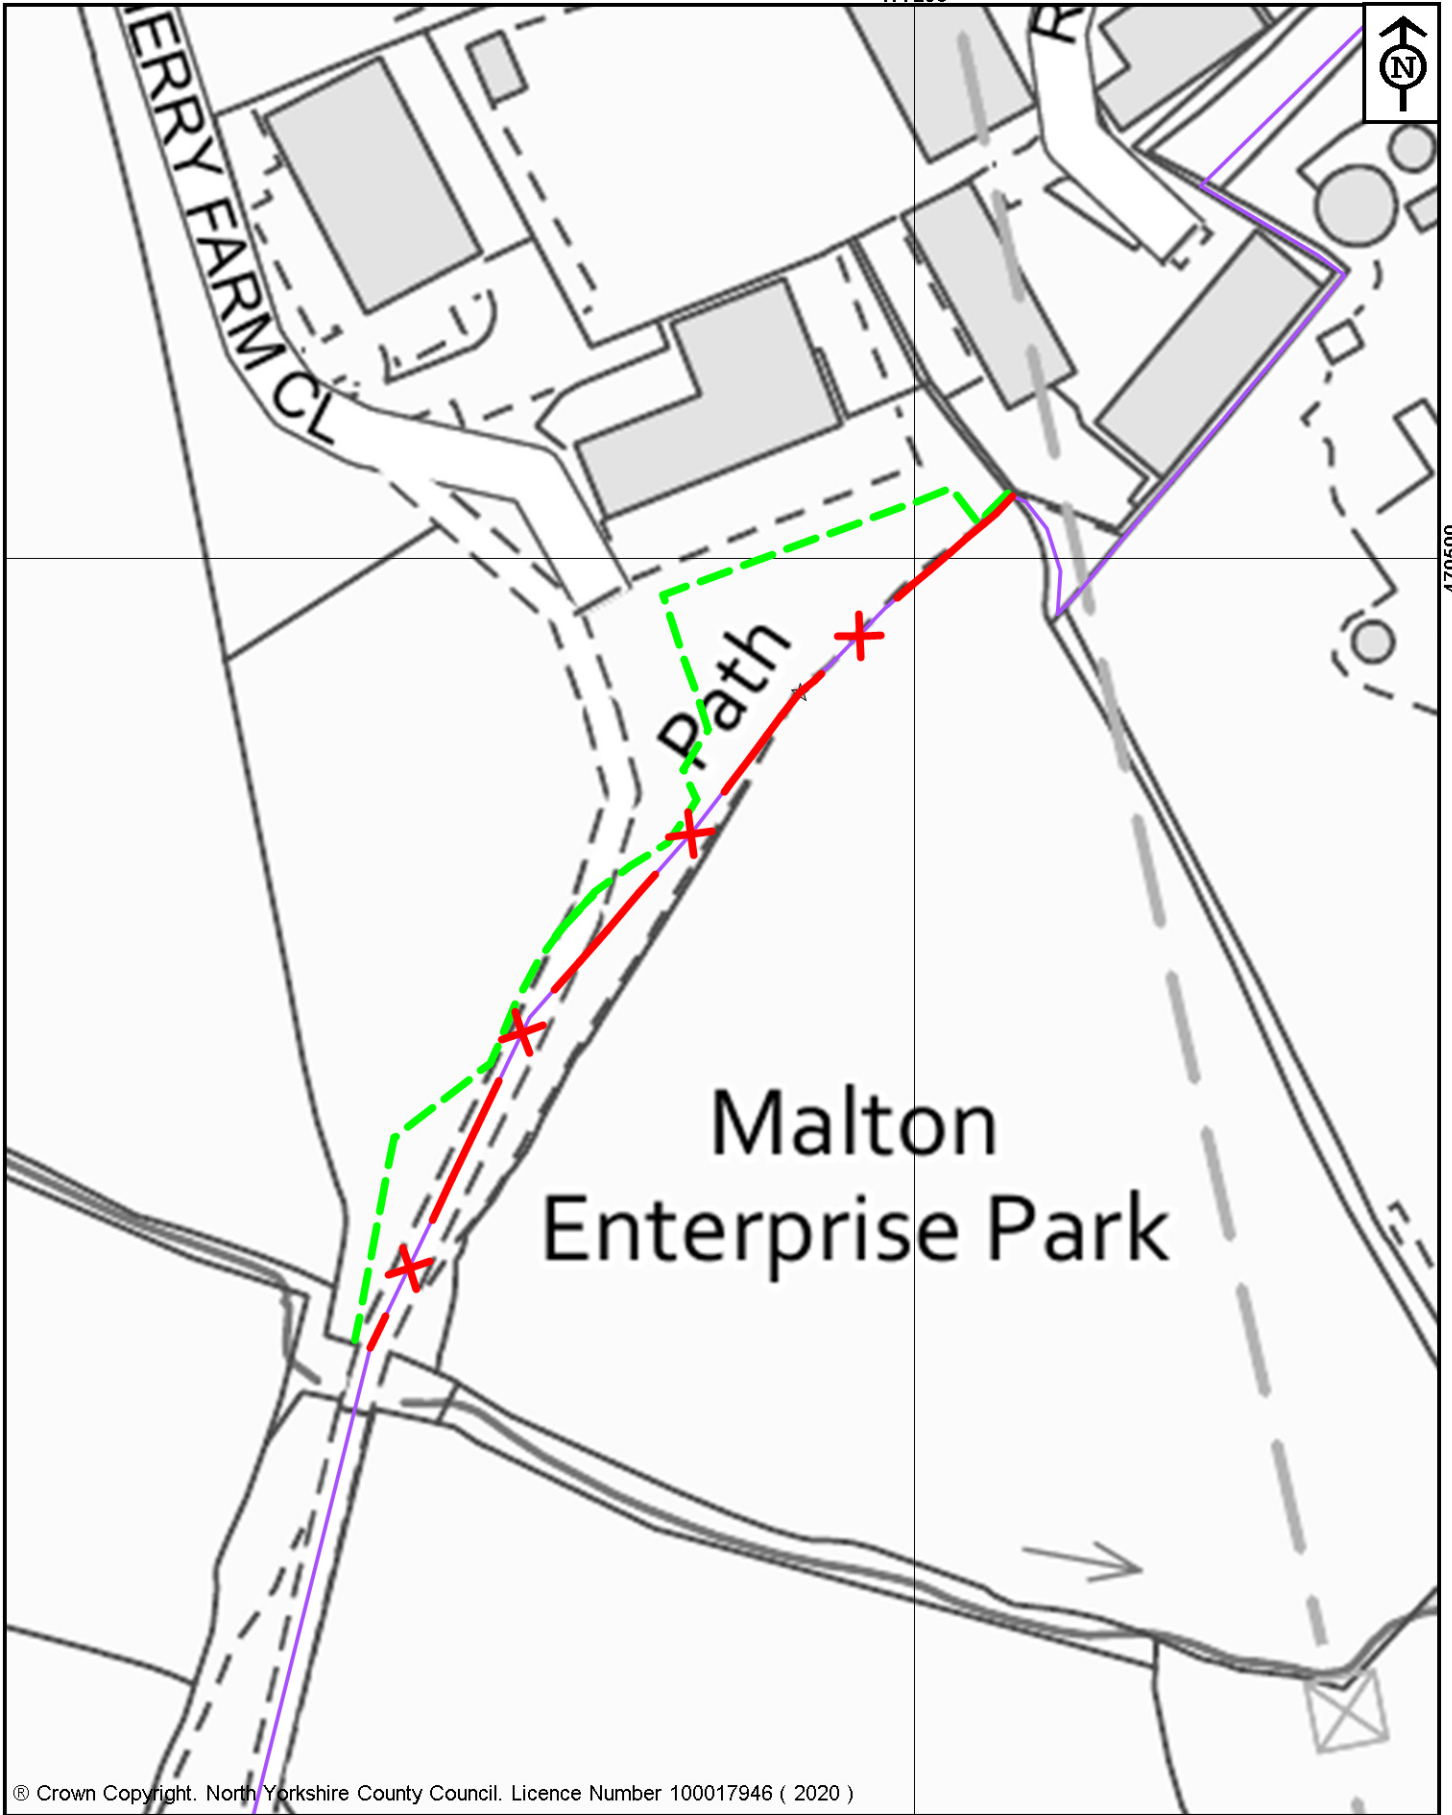 R
N
ERRY FARM CL
Path
Malton
Enterprise Park
® Crown Copyright. North Yorkshire County Council. Licence Number 100017946 ( 2020 )